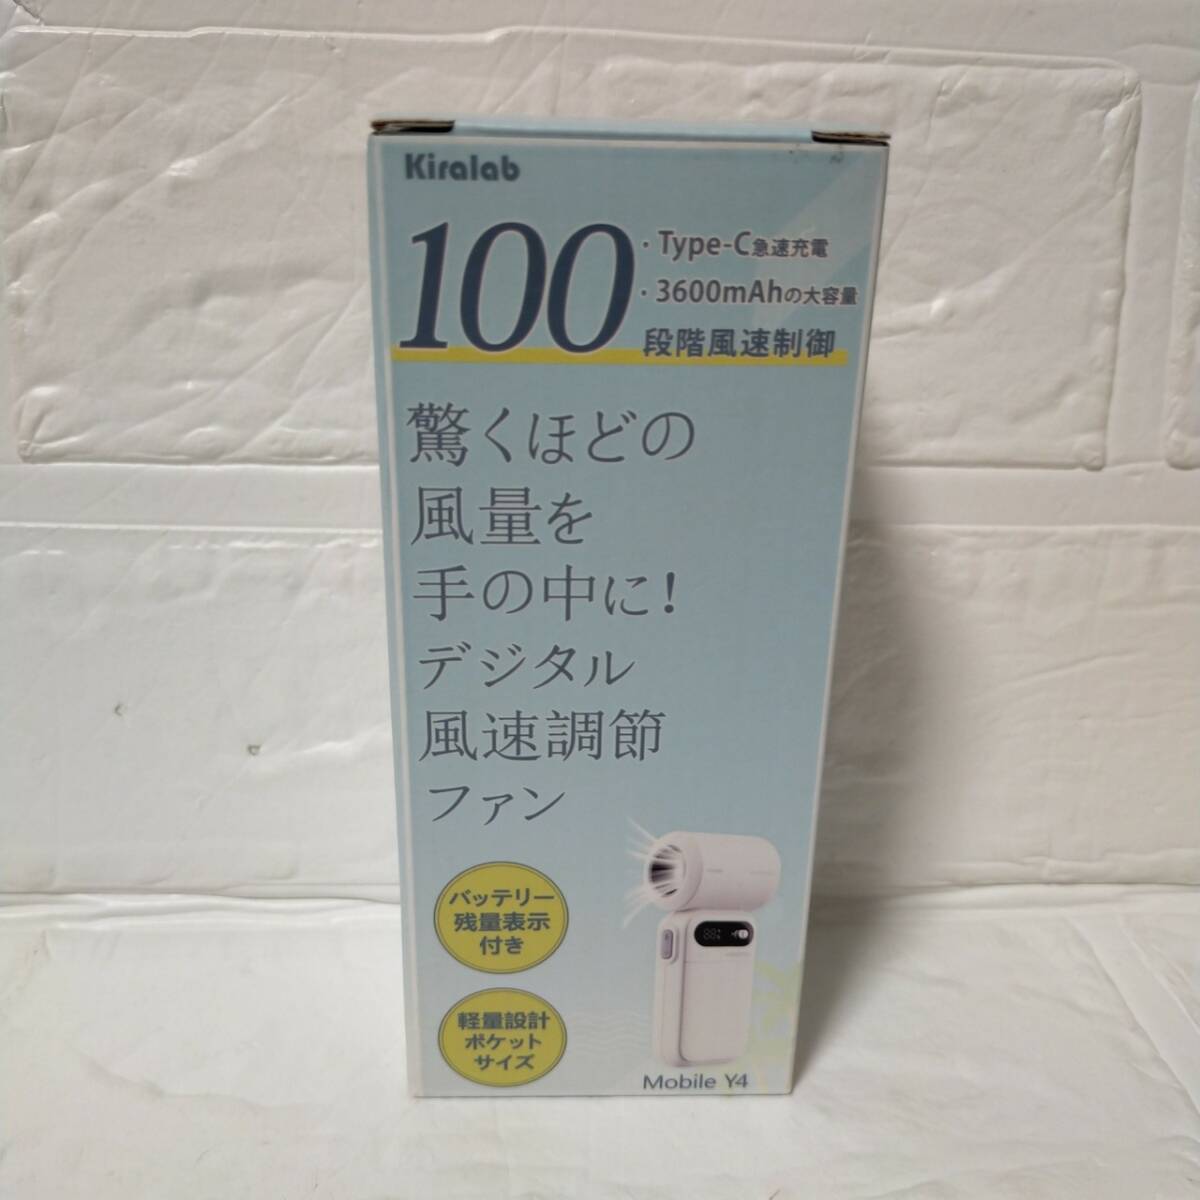 Kiralab
100
・Type-C急速充電
・3600mAhの大容量
段階風速制御
驚くほどの
風量を
手の中に!
デジタル
風速調節
ファン
バッテリー
残量表示
付き
軽量設計
ポケット
サイズ
Mobile Y4